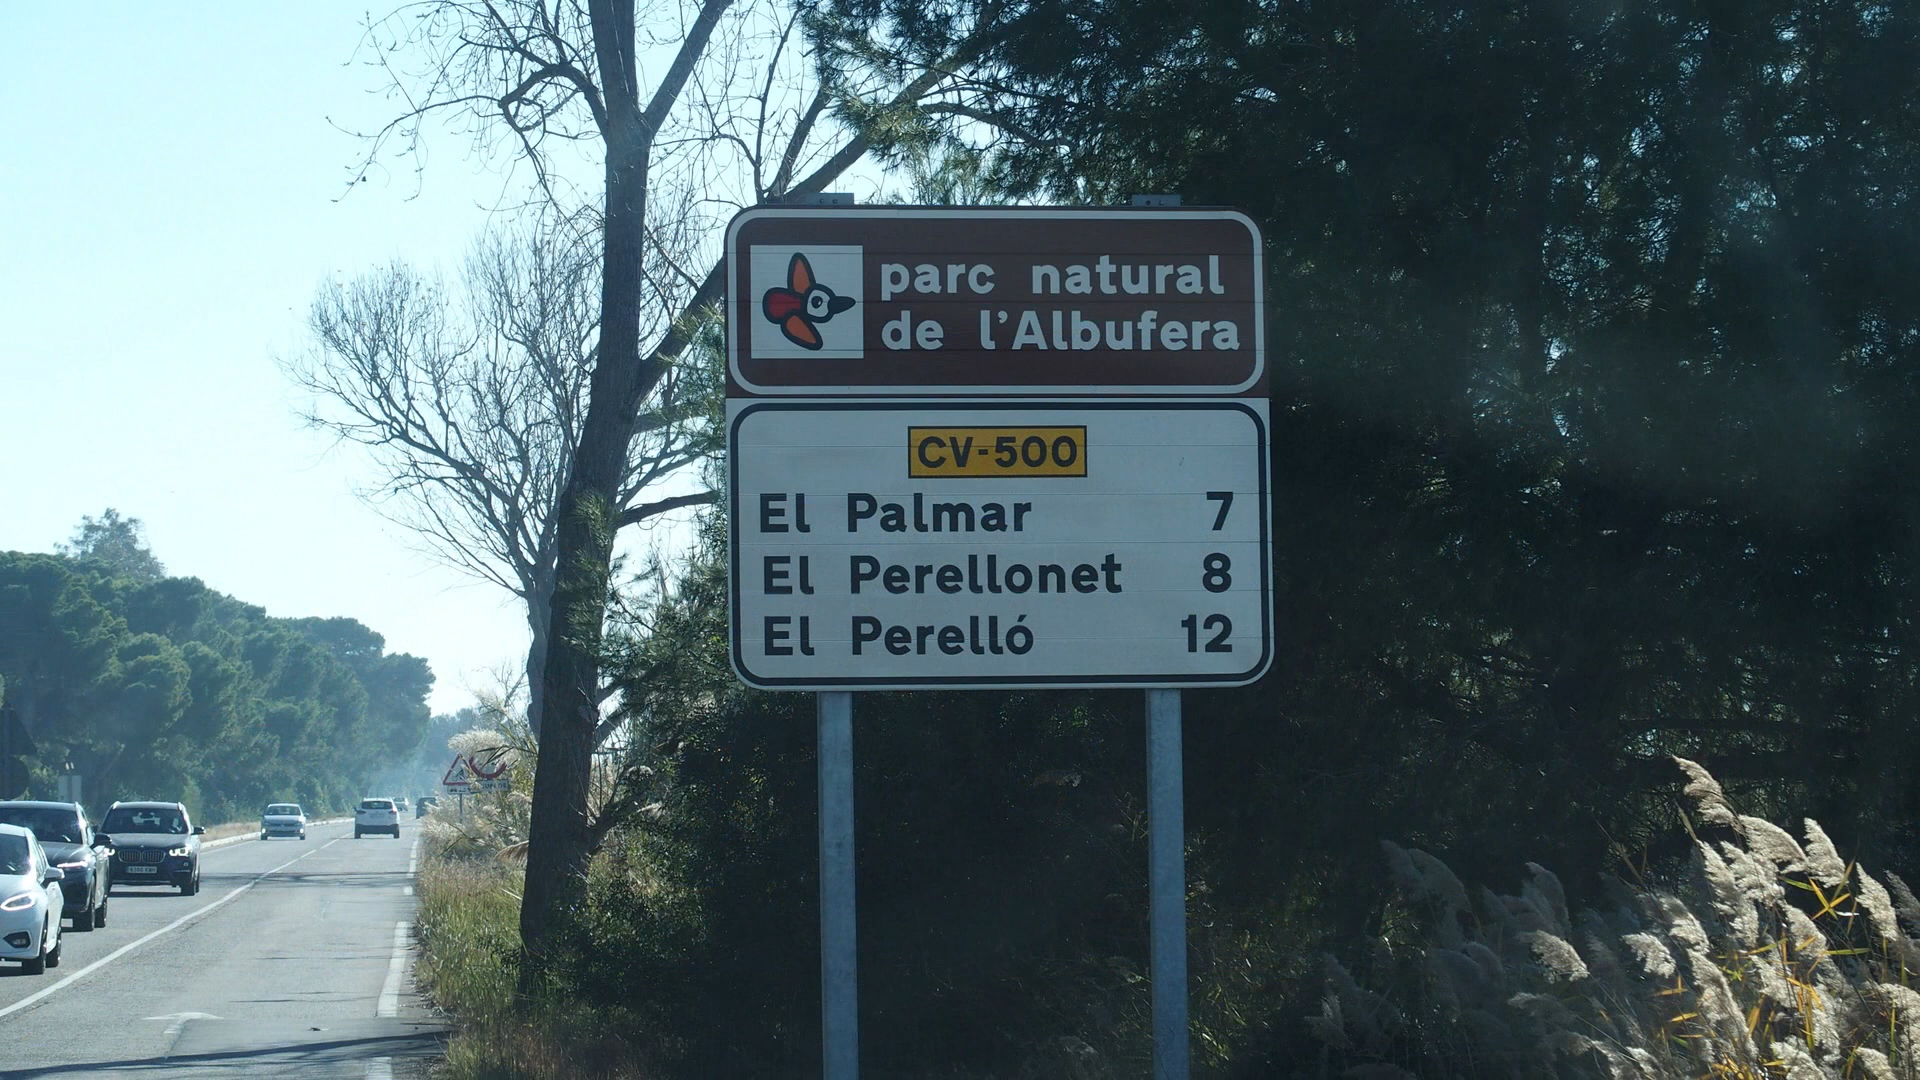 parc natural
de l'Albufera
CV-500
El Palmar 7
El Perellonet 8
El Perelló 12